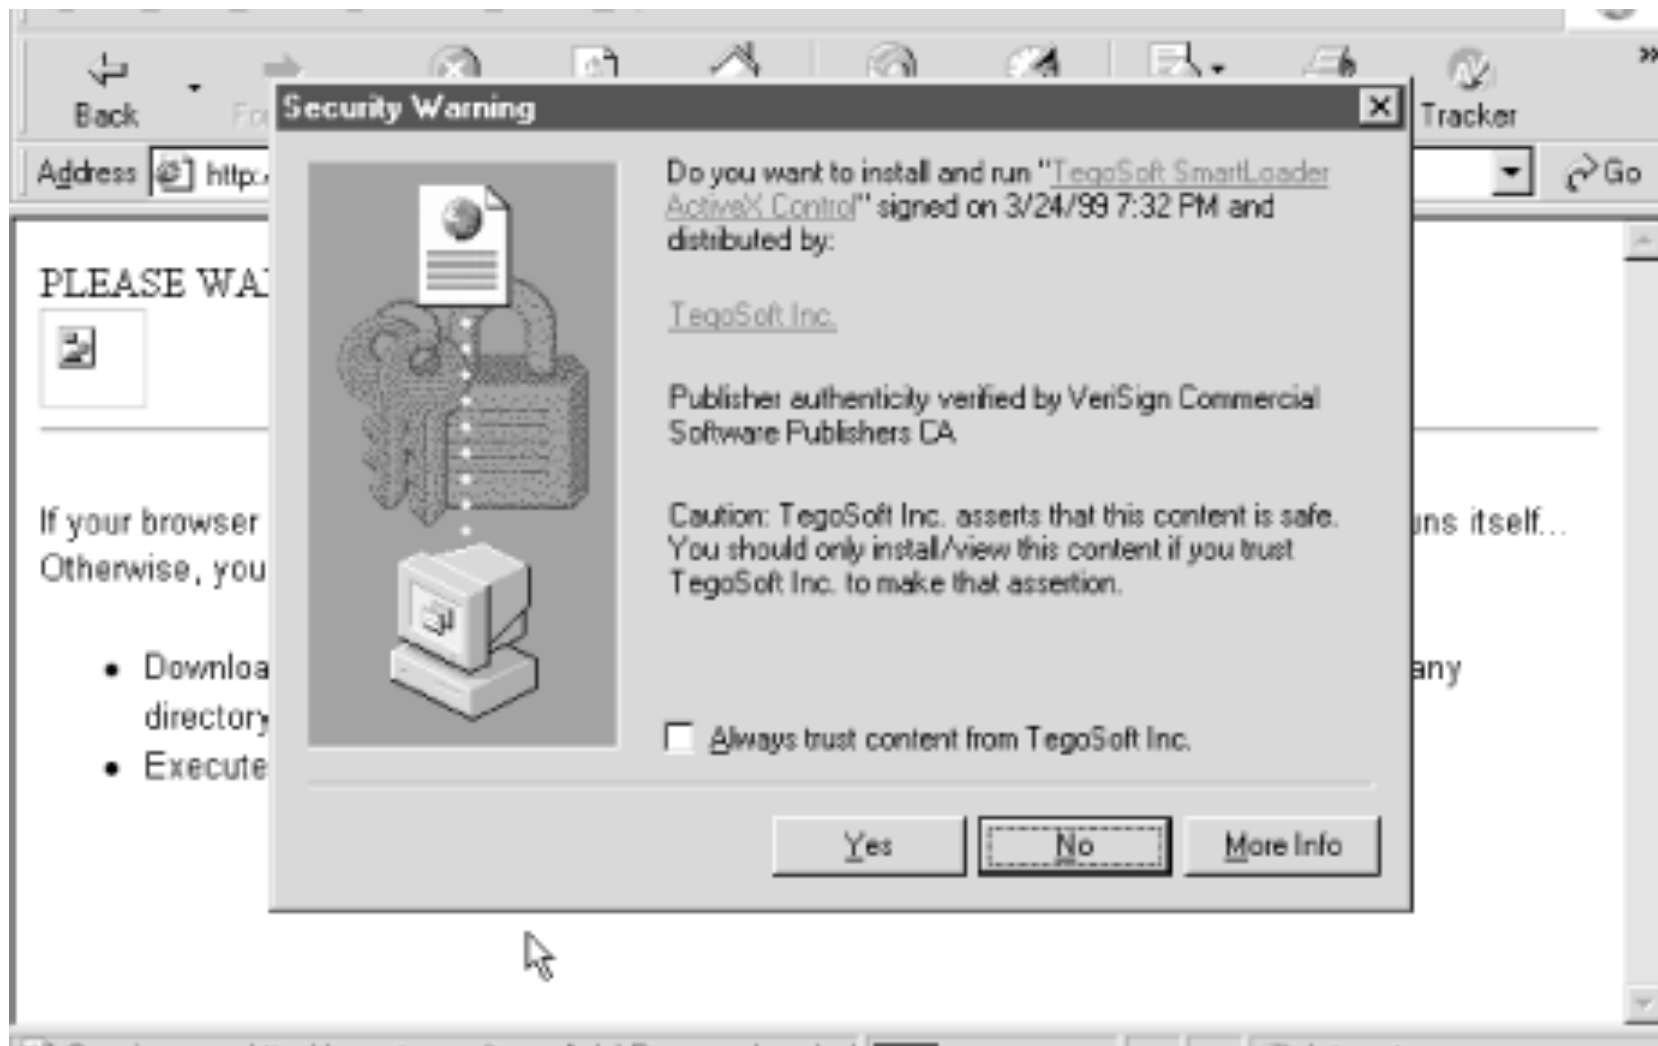 Back
Tracker
»
Security Warning
Address http:
Go
Do you want to install and run "TegoSoft SmartLoader
ActiveX Control" signed on 3/24/99 7:32 PM and
distributed by:
TegoSoft Inc.
Publisher authenticity verified by VeriSign Commercial
Software Publishers CA
Caution: TegoSoft Inc. asserts that this content is safe.
You should only install/view this content if you trust
TegoSoft Inc. to make that assertion.
Always trust content from TegoSoft Inc.
Yes No More Info
PLEASE WA
If your browser
uns itself...
Otherwise, you
• Downloa
any
directory
• Execute